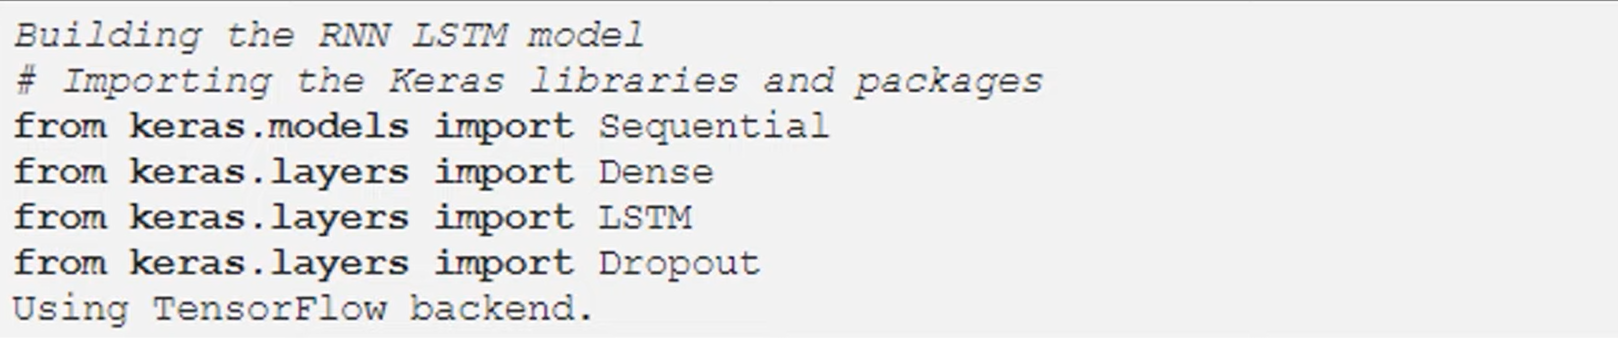 Building the RNN LSTM model
# Importing the Keras libraries and packages
from keras.models import Sequential
from keras.layers import Dense
from keras.layers import LSTM
from keras.layers import Dropout
Using TensorFlow backend.